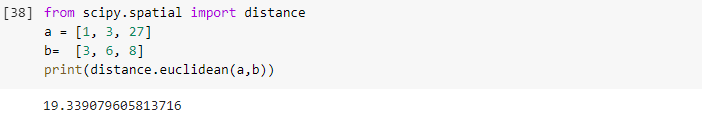 [38] from scipy.spatial import distance
a = [1, 3, 27]
b=  [3, 6, 8]
print(distance.euclidean(a,b))
19.339079605813716